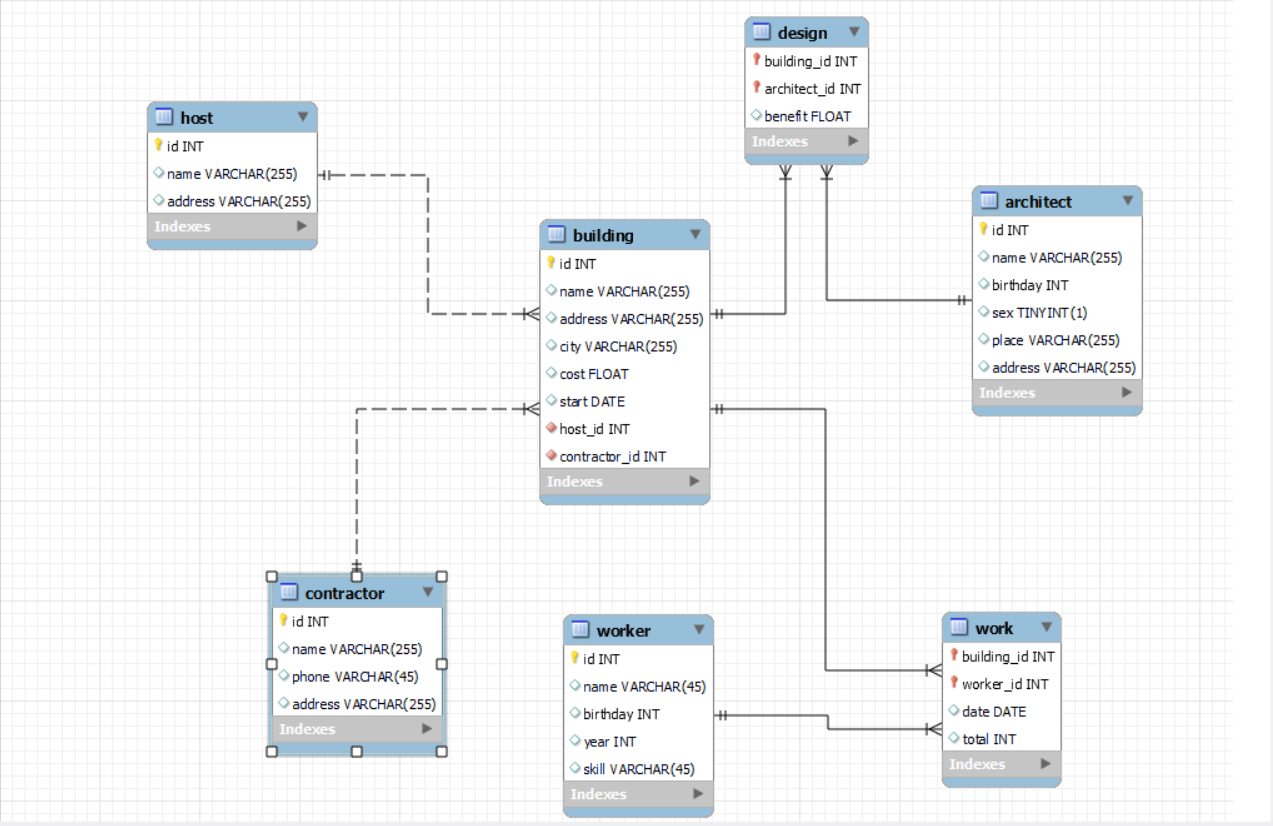 design
building_id INT
architect_id INT
benefit FLOAT
Indexes
host
id INT
name VARCHAR(255)
address VARCHAR(255)
Indexes
architect
id INT
name VARCHAR(255)
birthday INT
sex TINYINT(1)
place VARCHAR(255)
address VARCHAR(255)
Indexes
building
id INT
name VARCHAR(255)
address VARCHAR(255)
city VARCHAR(255)
cost FLOAT
start DATE
host_id INT
contractor_id INT
Indexes
contractor
id INT
name VARCHAR(255)
phone VARCHAR(45)
address VARCHAR(255)
Indexes
worker
id INT
name VARCHAR(45)
birthday INT
year INT
skill VARCHAR(45)
Indexes
work
building_id INT
worker_id INT
date DATE
total INT
Indexes